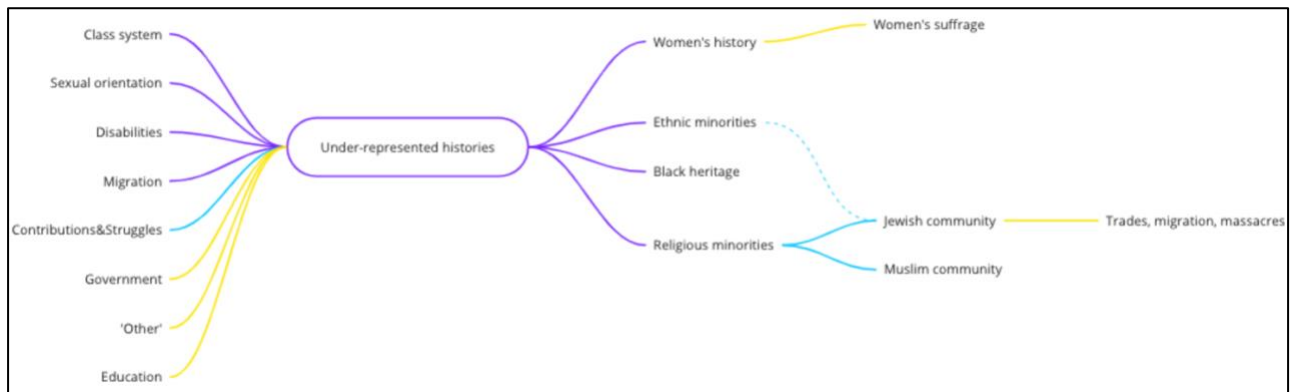 Class system
Sexual orientation
Disabilities
Migration
Contributions&Struggles
Government
'Other'
Education
Under-represented histories
Women's history
Women's suffrage
Ethnic minorities
Black heritage
Religious minorities
Jewish community
Muslim community
Trades, migration, massacres